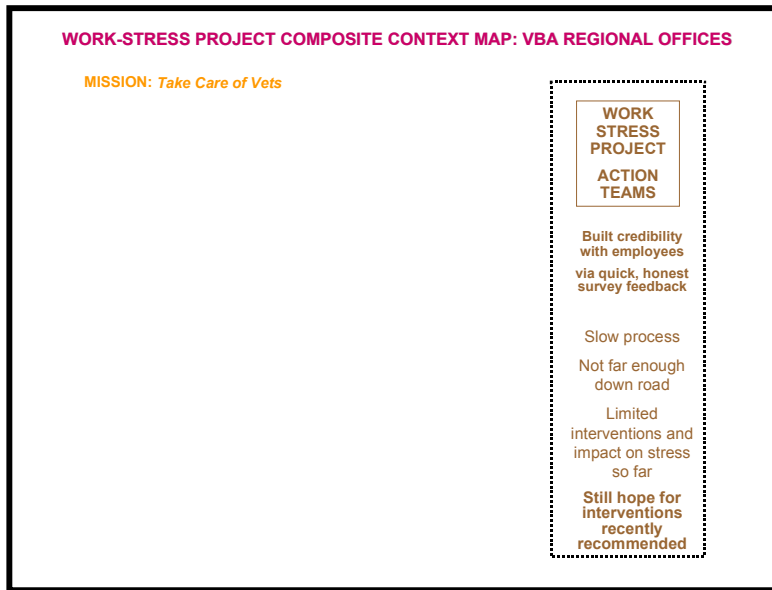 WORK-STRESS PROJECT COMPOSITE CONTEXT MAP: VBA REGIONAL OFFICES
MISSION: Take Care of Vets
WORK
STRESS
PROJECT
ACTION
TEAMS
Built credibility
with employees
via quick, honest
survey feedback
Slow process
Not far enough
down road
Limited
interventions and
impact on stress
so far
Still hope for
interventions
recently
recommended